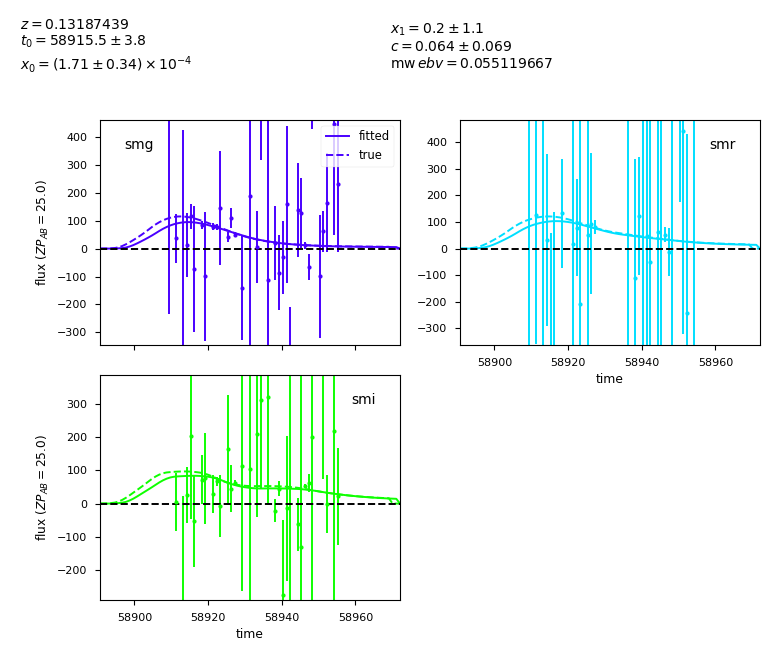 z = 0.13187439
t₀ = 58915.5 ± 3.8
x₀ = (1.71 ± 0.34) × 10⁻⁴
x₁ = 0.2 ± 1.1
c = 0.064 ± 0.069
mw ebv = 0.055119667
smg
fitted
true
400
300
200
100
0
−100
−200
−300
flux (ZP_AB = 25.0)
smr
400
300
200
100
0
−100
−200
−300
58900 58920 58940 58960
time
smi
300
200
100
0
−100
−200
flux (ZP_AB = 25.0)
58900 58920 58940 58960
time